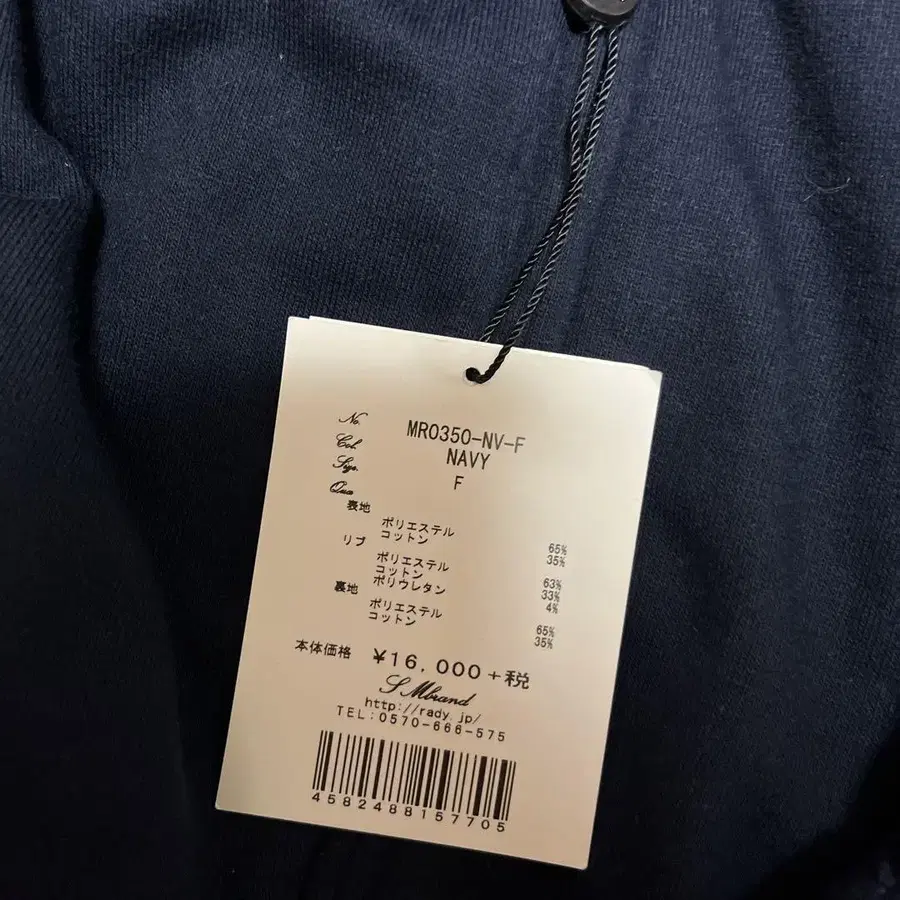 No. MR0350-NV-F
Col. NAVY
Size. F
Qua
表地
ポリエステル 65%
コットン 35%
リブ
ポリエステル 63%
コットン 33%
ポリウレタン 4%
裏地
ポリエステル 65%
コットン 35%
本体価格 ¥16,000+税
S Mbrand
http://rady.jp/
TEL:0570-666-575
4582488157705